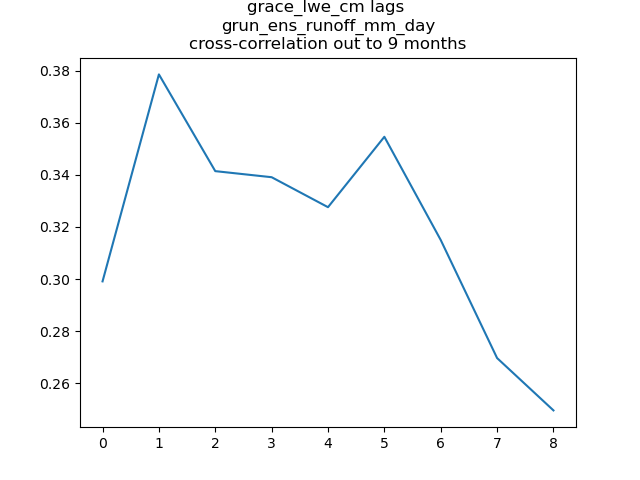 grace_lwe_cm lags
grun_ens_runoff_mm_day
cross-correlation out to 9 months
0.38
0.36
0.34
0.32
0.30
0.28
0.26
0 1 2 3 4 5 6 7 8